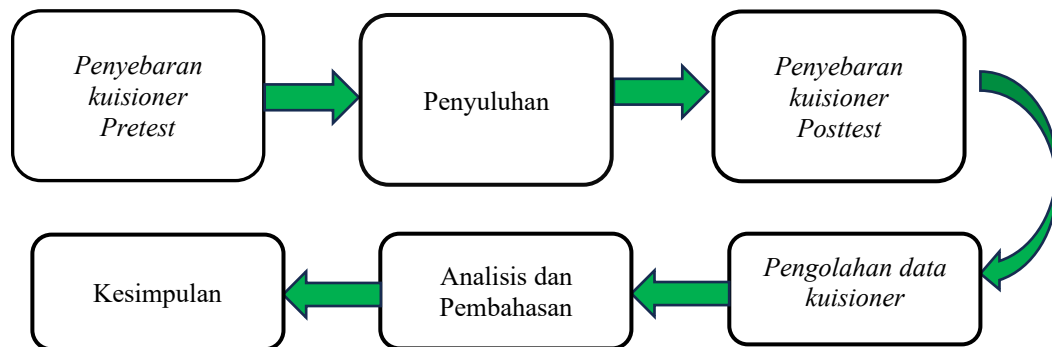 Penyebaran
kuisioner
Pretest
Penyuluhan
Penyebaran
kuisioner
Posttest
Pengolahan data
kuisioner
Analisis dan
Pembahasan
Kesimpulan